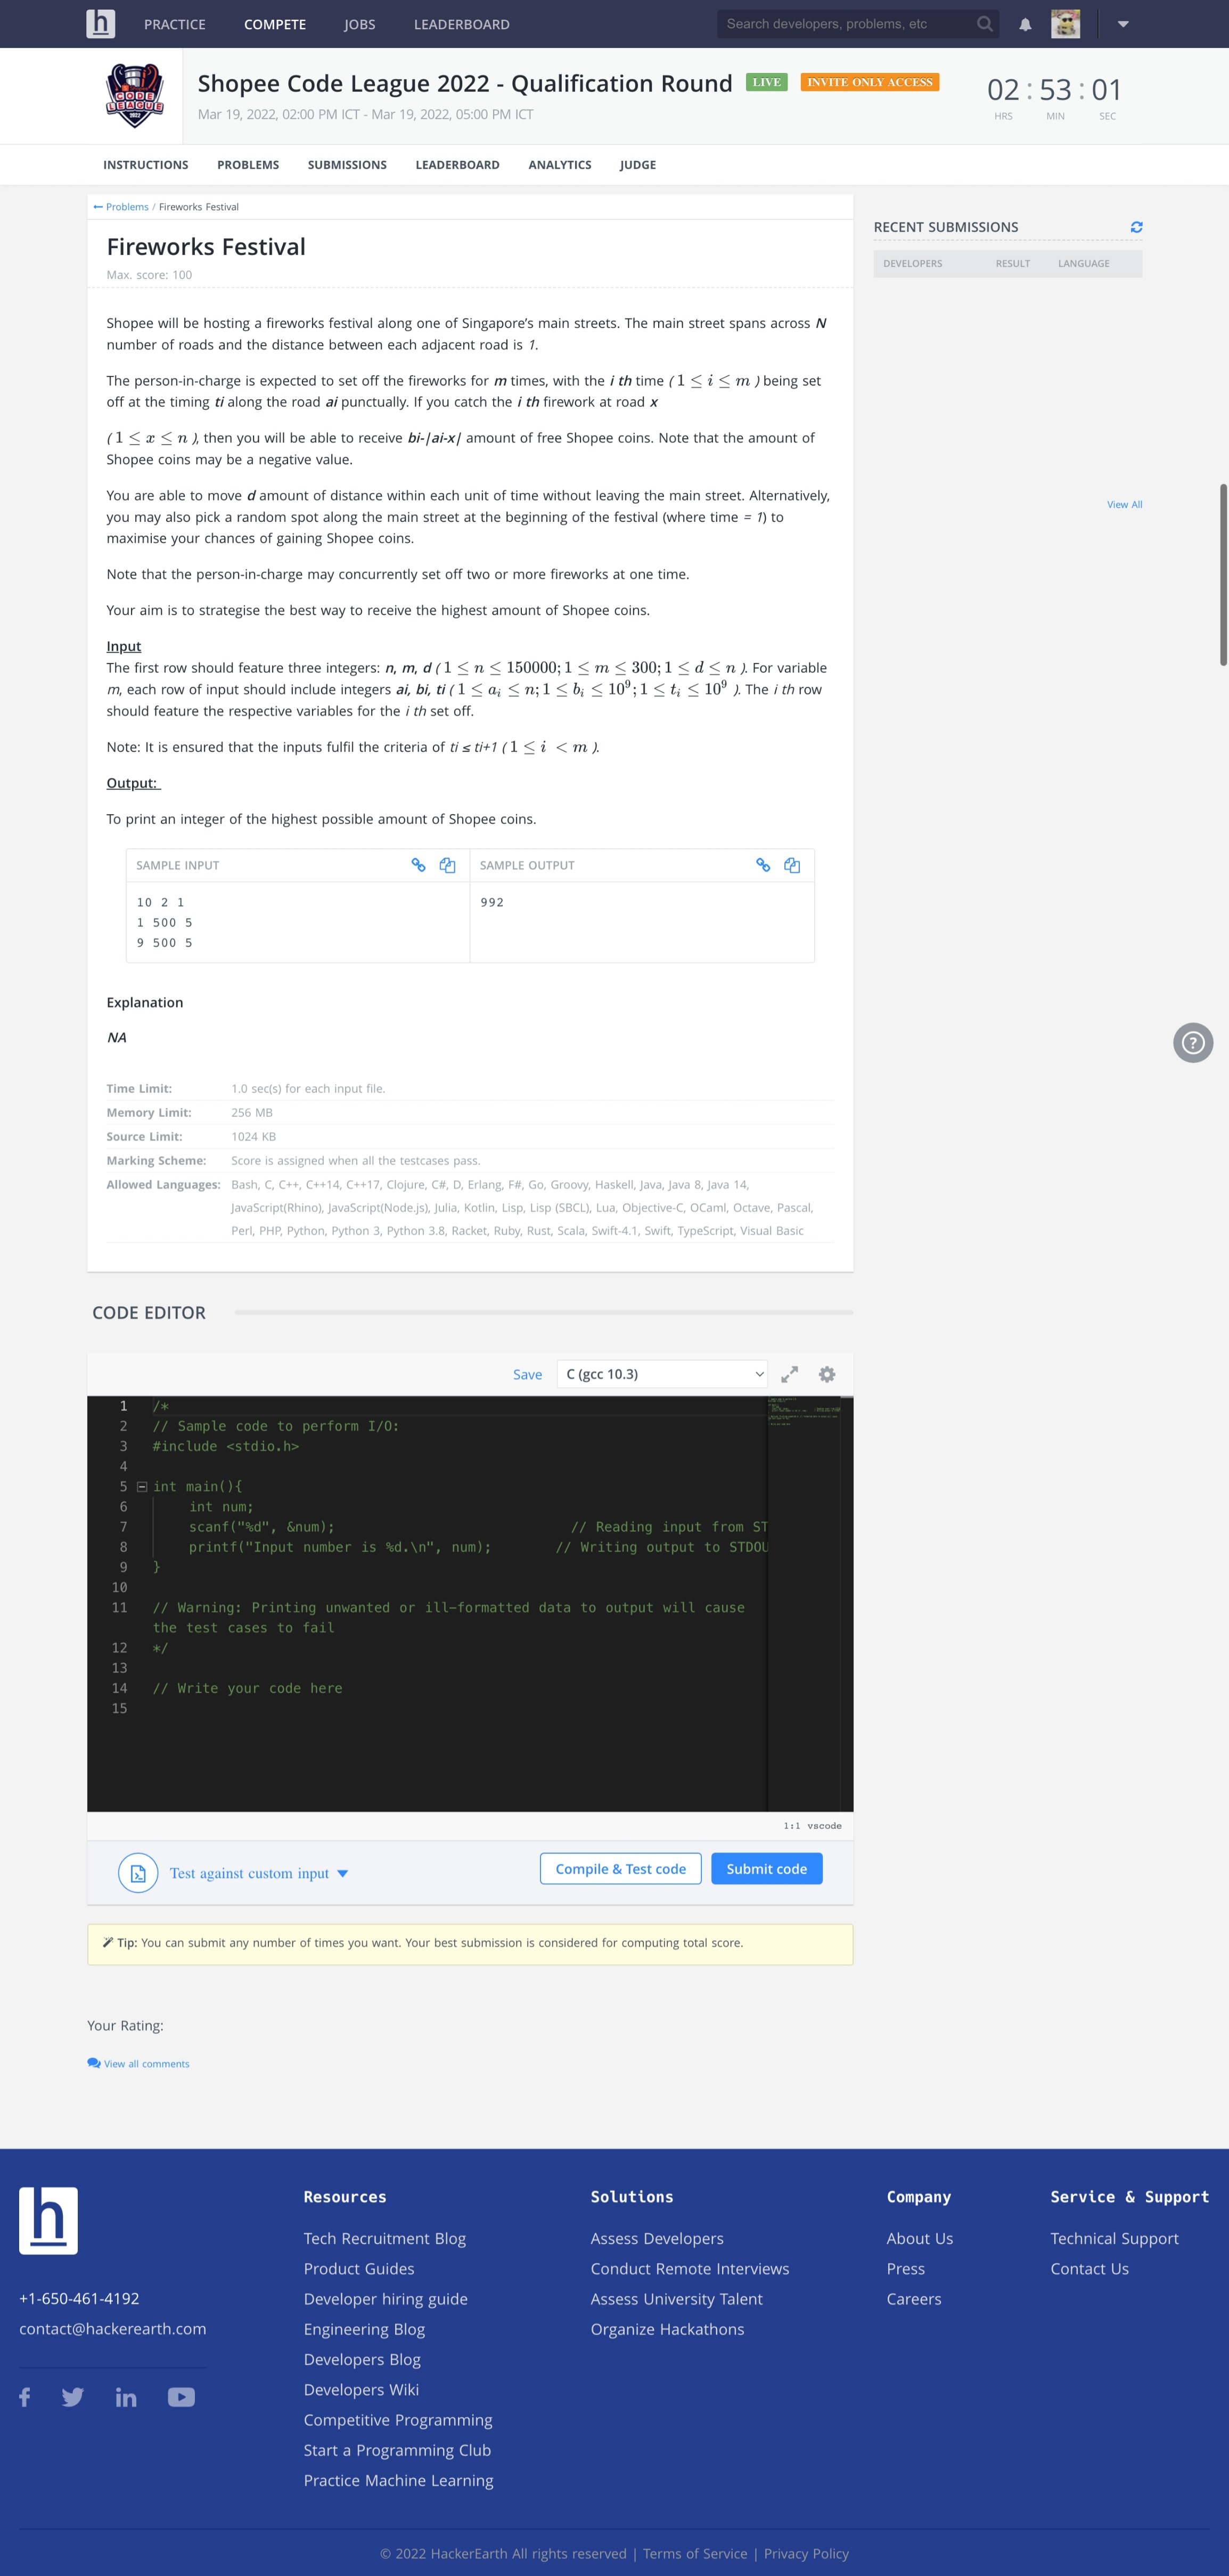 h PRACTICE COMPETE JOBS LEADERBOARD Search developers, problems, etc
CODE LEAGUE 2022
Shopee Code League 2022 - Qualification Round LIVE INVITE ONLY ACCESS
Mar 19, 2022, 02:00 PM ICT - Mar 19, 2022, 05:00 PM ICT
02 : 53 : 01
HRS MIN SEC
INSTRUCTIONS PROBLEMS SUBMISSIONS LEADERBOARD ANALYTICS JUDGE
← Problems / Fireworks Festival
Fireworks Festival
Max. score: 100
Shopee will be hosting a fireworks festival along one of Singapore’s main streets. The main street spans across N
number of roads and the distance between each adjacent road is 1.
The person-in-charge is expected to set off the fireworks for m times, with the i th time ( 1 ≤ i ≤ m ) being set
off at the timing ti along the road ai punctually. If you catch the i th firework at road x
( 1 ≤ x ≤ n ), then you will be able to receive bi-|ai-x| amount of free Shopee coins. Note that the amount of
Shopee coins may be a negative value.
You are able to move d amount of distance within each unit of time without leaving the main street. Alternatively,
you may also pick a random spot along the main street at the beginning of the festival (where time = 1) to
maximise your chances of gaining Shopee coins.
Note that the person-in-charge may concurrently set off two or more fireworks at one time.
Your aim is to strategise the best way to receive the highest amount of Shopee coins.
Input
The first row should feature three integers: n, m, d ( 1 ≤ n ≤ 150000; 1 ≤ m ≤ 300; 1 ≤ d ≤ n ). For variable
m, each row of input should include integers ai, bi, ti ( 1 ≤ a_i ≤ n; 1 ≤ b_i ≤ 10^9; 1 ≤ t_i ≤ 10^9 ). The i th row
should feature the respective variables for the i th set off.
Note: It is ensured that the inputs fulfil the criteria of ti ≤ ti+1 ( 1 ≤ i < m ).
Output:
To print an integer of the highest possible amount of Shopee coins.
SAMPLE INPUT
10 2 1
1 500 5
9 500 5
SAMPLE OUTPUT
992
Explanation
NA
Time Limit: 1.0 sec(s) for each input file.
Memory Limit: 256 MB
Source Limit: 1024 KB
Marking Scheme: Score is assigned when all the testcases pass.
Allowed Languages: Bash, C, C++, C++14, C++17, Clojure, C#, D, Erlang, F#, Go, Groovy, Haskell, Java, Java 8, Java 14,
JavaScript(Rhino), JavaScript(Node.js), Julia, Kotlin, Lisp, Lisp (SBCL), Lua, Objective-C, OCaml, Octave, Pascal,
Perl, PHP, Python, Python 3, Python 3.8, Racket, Ruby, Rust, Scala, Swift-4.1, Swift, TypeScript, Visual Basic
RECENT SUBMISSIONS
DEVELOPERS RESULT LANGUAGE
View All
?
CODE EDITOR
Save C (gcc 10.3)
1 /*
2 // Sample code to perform I/O:
3 #include <stdio.h>
4
5 int main(){
6 int num;
7 scanf("%d", &num); // Reading input from ST
8 printf("Input number is %d.\n", num); // Writing output to STDOU
9 }
10
11 // Warning: Printing unwanted or ill-formatted data to output will cause
the test cases to fail
12 */
13
14 // Write your code here
15
1:1 vscode
Test against custom input Compile & Test code Submit code
Tip: You can submit any number of times you want. Your best submission is considered for computing total score.
Your Rating:
View all comments
h
+1-650-461-4192
contact@hackerearth.com
Resources
Tech Recruitment Blog
Product Guides
Developer hiring guide
Engineering Blog
Developers Blog
Developers Wiki
Competitive Programming
Start a Programming Club
Practice Machine Learning
Solutions
Assess Developers
Conduct Remote Interviews
Assess University Talent
Organize Hackathons
Company
About Us
Press
Careers
Service & Support
Technical Support
Contact Us
© 2022 HackerEarth All rights reserved | Terms of Service | Privacy Policy